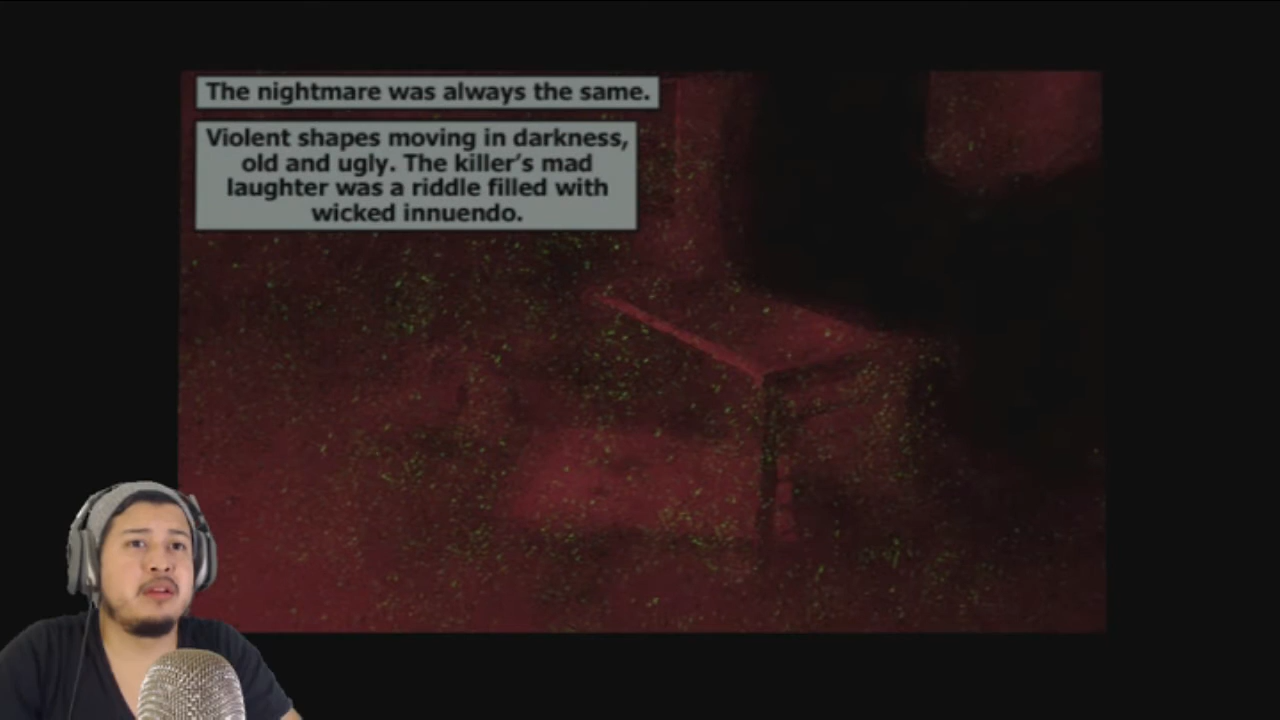 The nightmare was always the same.
Violent shapes moving in darkness,
old and ugly. The killer's mad
laughter was a riddle filled with
wicked innuendo.